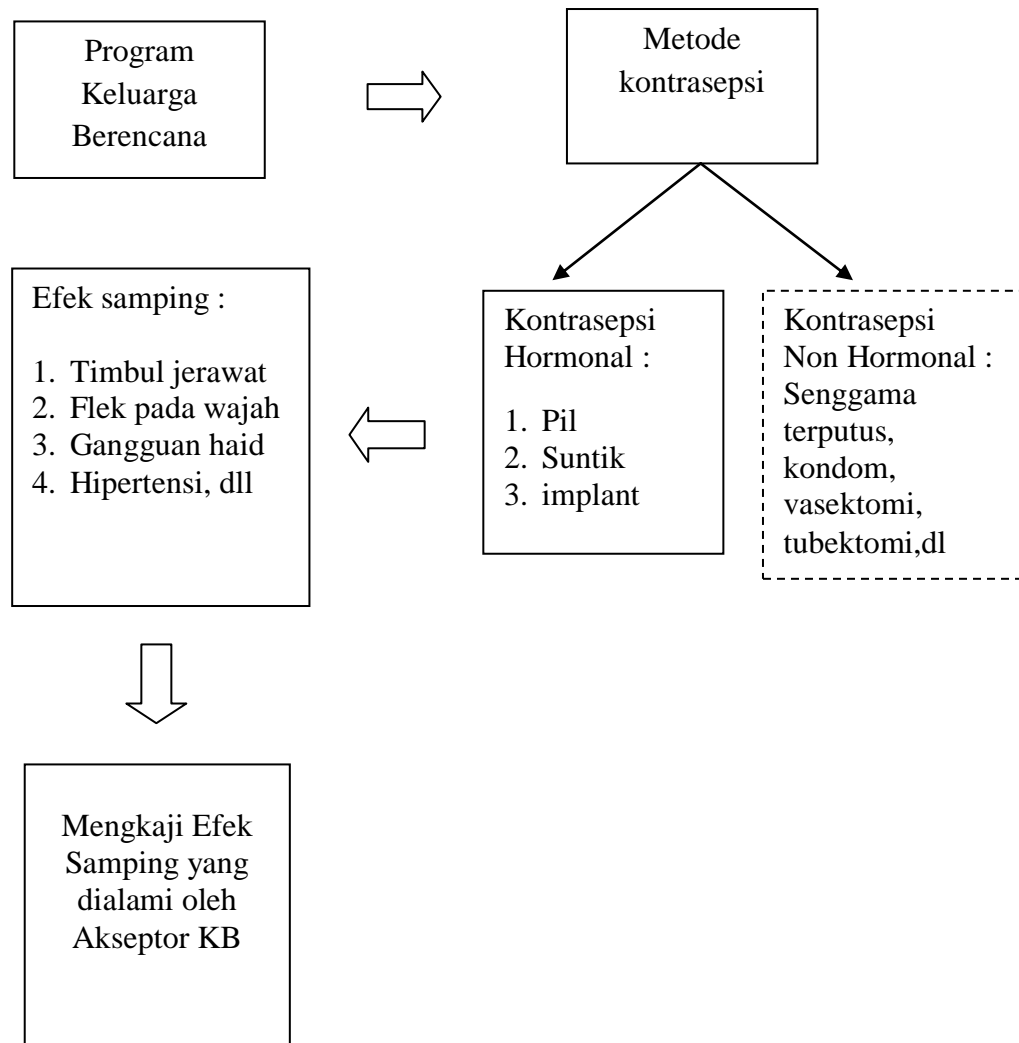 Program
Keluarga
Berencana
Metode
kontrasepsi
Efek samping :
1. Timbul jerawat
2. Flek pada wajah
3. Gangguan haid
4. Hipertensi, dll
Kontrasepsi
Hormonal :
1. Pil
2. Suntik
3. implant
Kontrasepsi
Non Hormonal :
Senggama
terputus,
kondom,
vasektomi,
tubektomi,dl
Mengkaji Efek
Samping yang
dialami oleh
Akseptor KB